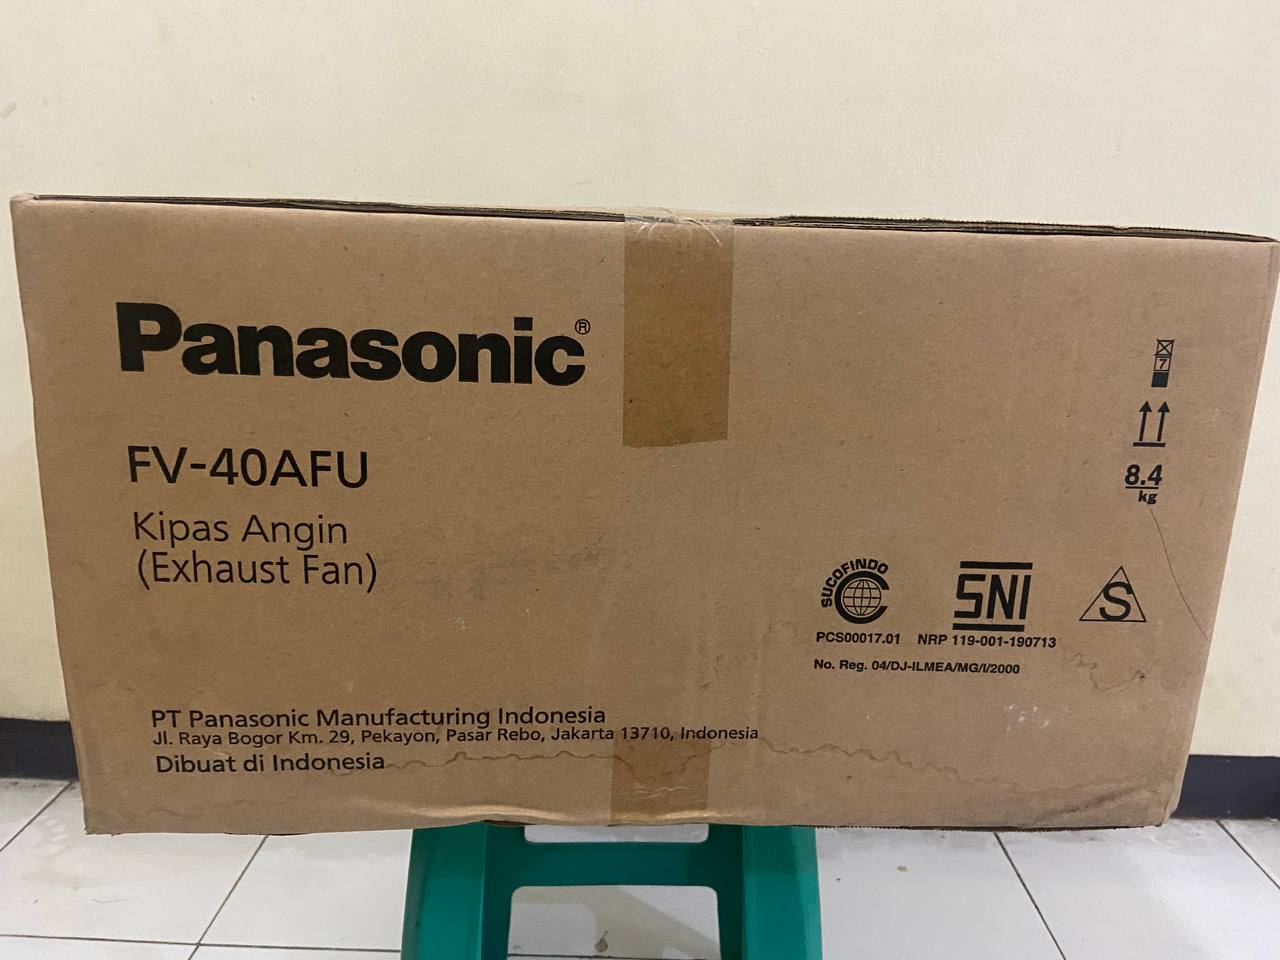 Panasonic®
FV-40AFU
Kipas Angin
(Exhaust Fan)
7
8.4
kg
SUCOFINDO
PCS00017.01
SNI
NRP 119-001-190713
S
No. Reg. 04/DJ-ILMEA/MG/I/2000
PT Panasonic Manufacturing Indonesia
Jl. Raya Bogor Km. 29, Pekayon, Pasar Rebo, Jakarta 13710, Indonesia
Dibuat di Indonesia